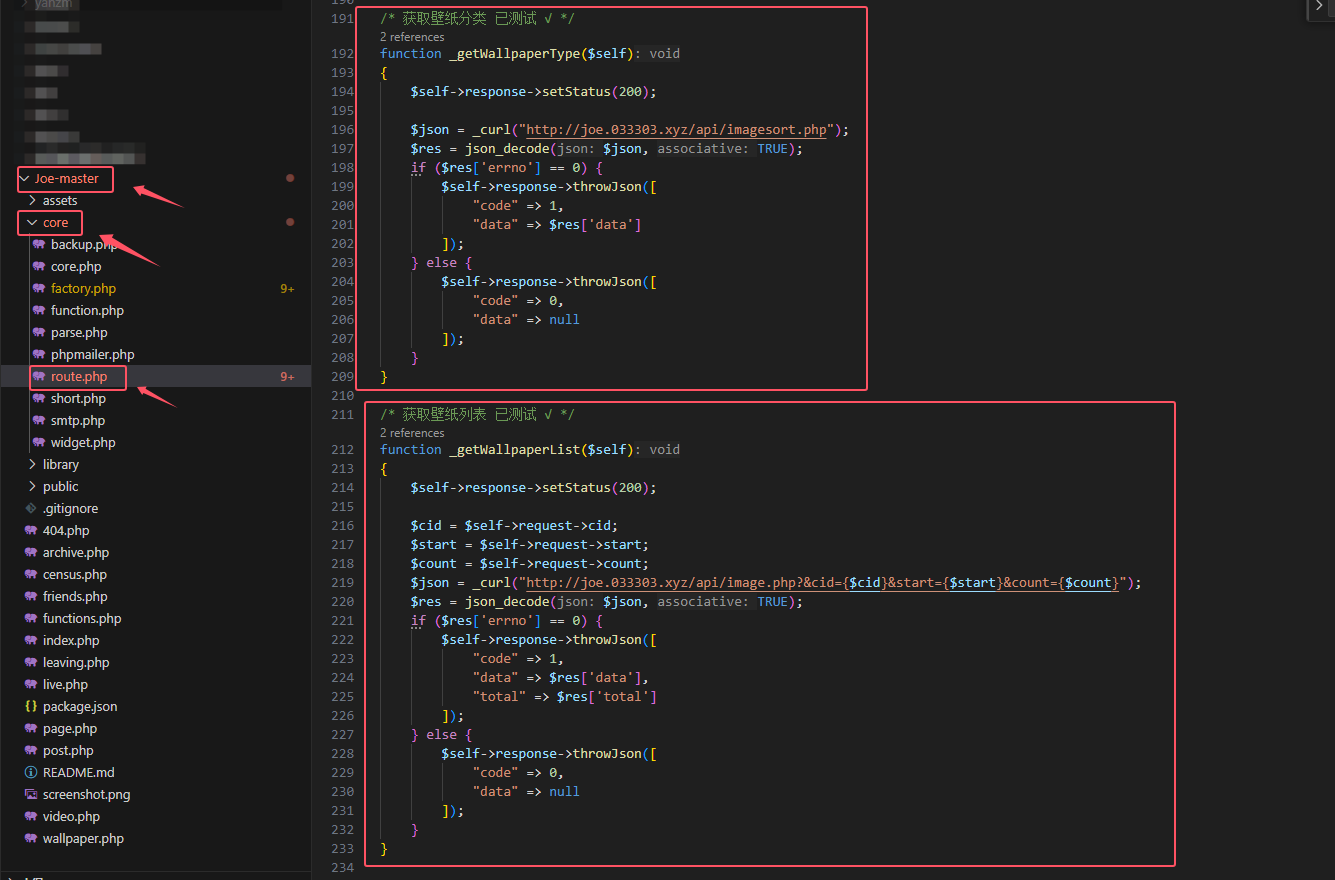 yanzm
Joe-master
assets
core
backup.php
core.php
factory.php 9+
function.php
parse.php
phpmailer.php
route.php 9+
short.php
smtp.php
widget.php
library
public
.gitignore
404.php
archive.php
census.php
friends.php
functions.php
index.php
leaving.php
live.php
package.json
page.php
post.php
README.md
screenshot.png
video.php
wallpaper.php
190
191 /* 获取壁纸分类 已测试 √ */
2 references
192 function _getWallpaperType($self): void
193 {
194 $self->response->setStatus(200);
195
196 $json = _curl("http://joe.033303.xyz/api/imagesort.php");
197 $res = json_decode(json: $json, associative: TRUE);
198 if ($res['errno'] == 0) {
199 $self->response->throwJson([
200 "code" => 1,
201 "data" => $res['data']
202 ]);
203 } else {
204 $self->response->throwJson([
205 "code" => 0,
206 "data" => null
207 ]);
208 }
209 }
210
211 /* 获取壁纸列表 已测试 √ */
2 references
212 function _getWallpaperList($self): void
213 {
214 $self->response->setStatus(200);
215
216 $cid = $self->request->cid;
217 $start = $self->request->start;
218 $count = $self->request->count;
219 $json = _curl("http://joe.033303.xyz/api/image.php?&cid={$cid}&start={$start}&count={$count}");
220 $res = json_decode(json: $json, associative: TRUE);
221 if ($res['errno'] == 0) {
222 $self->response->throwJson([
223 "code" => 1,
224 "data" => $res['data'],
225 "total" => $res['total']
226 ]);
227 } else {
228 $self->response->throwJson([
229 "code" => 0,
230 "data" => null
231 ]);
232 }
233 }
234